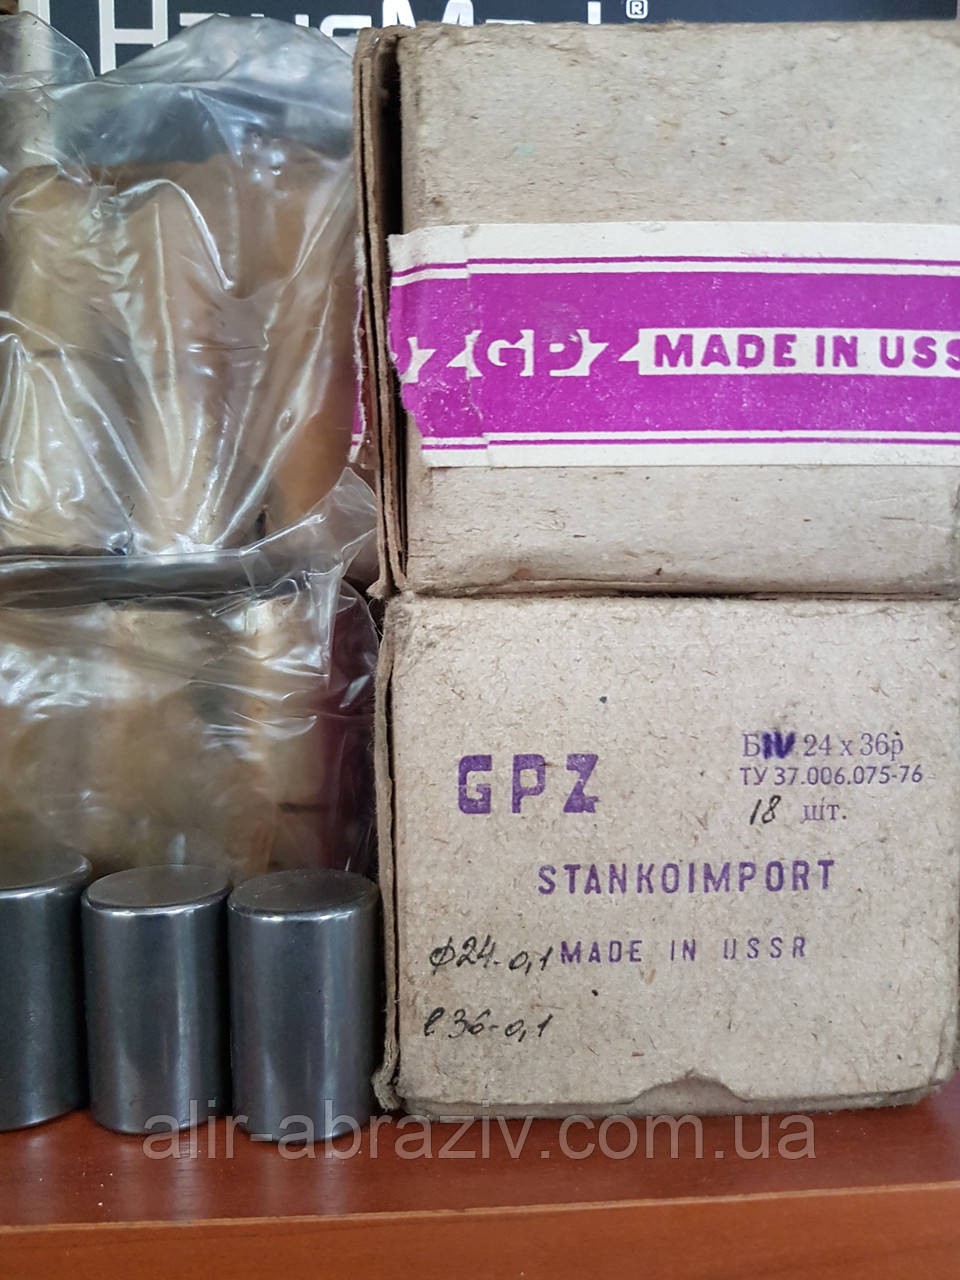 ®
GPZ MADE IN USS
GPZ
БIV 24 х 36р
ТУ 37.006.075-76
18 шт.
STANKOIMPORT
ф24-0,1 MADE IN USSR
ℓ36-0,1
alir-abraziv.com.ua